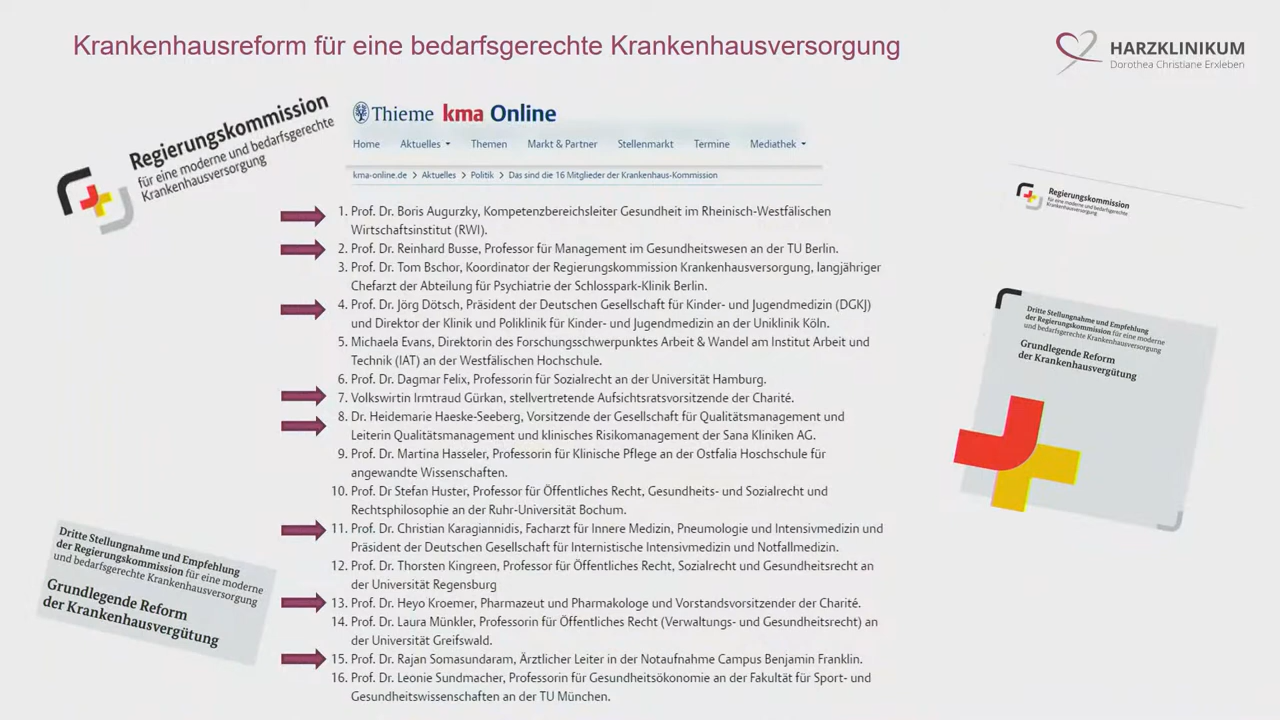 Krankenhausreform für eine bedarfsgerechte Krankenhausversorgung
HARZKLINIKUM
Dorothea Christiane Erxleben
Regierungskommission
für eine moderne und bedarfsgerechte
Krankenhausversorgung
Thieme kma Online
Home Aktuelles Themen Markt & Partner Stellenmarkt Termine Mediathek
kma-online.de > Aktuelles > Politik > Das sind die 16 Mitglieder der Krankenhaus-Kommission
1. Prof. Dr. Boris Augurzky, Kompetenzbereichsleiter Gesundheit im Rheinisch-Westfälischen
Wirtschaftsinstitut (RWI).
2. Prof. Dr. Reinhard Busse, Professor für Management im Gesundheitswesen an der TU Berlin.
3. Prof. Dr. Tom Bschor, Koordinator der Regierungskommission Krankenhausversorgung, langjähriger
Chefarzt der Abteilung für Psychiatrie der Schlosspark-Klinik Berlin.
4. Prof. Dr. Jörg Dötsch, Präsident der Deutschen Gesellschaft für Kinder- und Jugendmedizin (DGKJ)
und Direktor der Klinik und Poliklinik für Kinder- und Jugendmedizin an der Uniklinik Köln.
5. Michaela Evans, Direktorin des Forschungsschwerpunktes Arbeit & Wandel am Institut Arbeit und
Technik (IAT) an der Westfälischen Hochschule.
6. Prof. Dr. Dagmar Felix, Professorin für Sozialrecht an der Universität Hamburg.
7. Volkswirtin Irmtraud Gürkan, stellvertretende Aufsichtsratsvorsitzende der Charité.
8. Dr. Heidemarie Haeske-Seeberg, Vorsitzende der Gesellschaft für Qualitätsmanagement und
Leiterin Qualitätsmanagement und klinisches Risikomanagement der Sana Kliniken AG.
9. Prof. Dr. Martina Hasseler, Professorin für Klinische Pflege an der Ostfalia Hoschschule für
angewandte Wissenschaften.
10. Prof. Dr Stefan Huster, Professor für Öffentliches Recht, Gesundheits- und Sozialrecht und
Rechtsphilosophie an der Ruhr-Universität Bochum.
11. Prof. Dr. Christian Karagiannidis, Facharzt für Innere Medizin, Pneumologie und Intensivmedizin und
Präsident der Deutschen Gesellschaft für Internistische Intensivmedizin und Notfallmedizin.
12. Prof. Dr. Thorsten Kingreen, Professor für Öffentliches Recht, Sozialrecht und Gesundheitsrecht an
der Universität Regensburg
13. Prof. Dr. Heyo Kroemer, Pharmazeut und Pharmakologe und Vorstandsvorsitzender der Charité.
14. Prof. Dr. Laura Münkler, Professorin für Öffentliches Recht (Verwaltungs- und Gesundheitsrecht) an
der Universität Greifswald.
15. Prof. Dr. Rajan Somasundaram, Ärztlicher Leiter in der Notaufnahme Campus Benjamin Franklin.
16. Prof. Dr. Leonie Sundmacher, Professorin für Gesundheitsökonomie an der Fakultät für Sport- und
Gesundheitswissenschaften an der TU München.
Regierungskommission
für eine moderne und bedarfsgerechte
Krankenhausversorgung
Dritte Stellungnahme und Empfehlung
der Regierungskommission für eine moderne
und bedarfsgerechte Krankenhausversorgung
Grundlegende Reform
der Krankenhausvergütung
Dritte Stellungnahme und Empfehlung
der Regierungskommission für eine moderne
und bedarfsgerechte Krankenhausversorgung
Grundlegende Reform
der Krankenhausvergütung